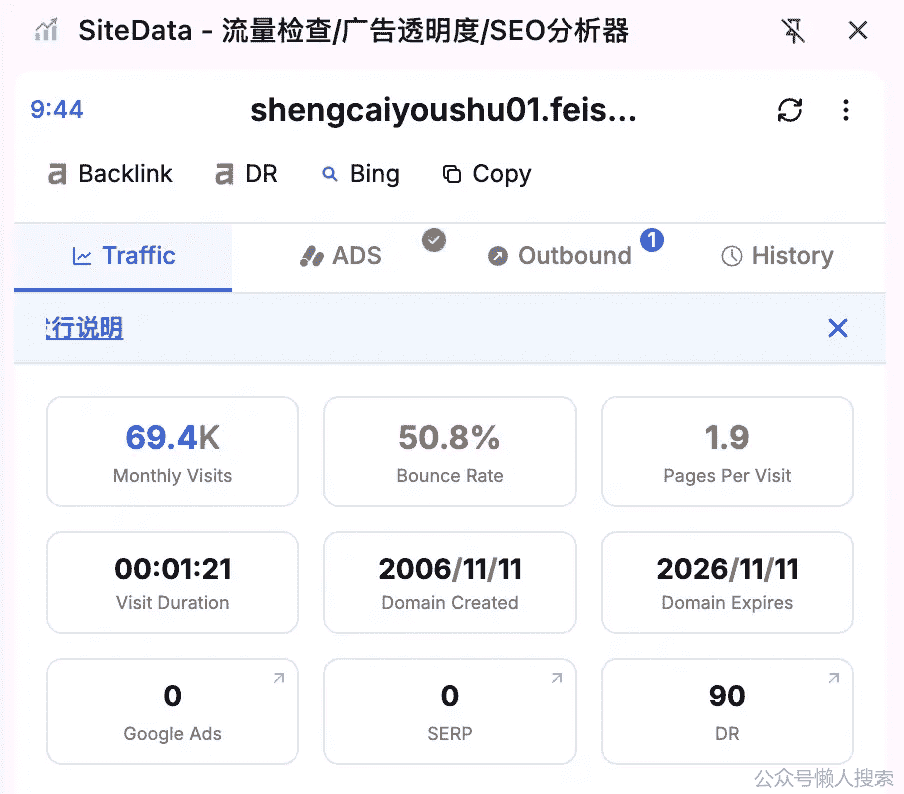 SiteData - 流量检查/广告透明度/SEO分析器
9:44
shengcaiyoushu01.feis...
Backlink
DR
Bing
Copy
Traffic
ADS
Outbound
1
History
行说明
69.4K
Monthly Visits
50.8%
Bounce Rate
1.9
Pages Per Visit
00:01:21
Visit Duration
2006/11/11
Domain Created
2026/11/11
Domain Expires
0
Google Ads
0
SERP
90
DR
公众号懒人搜索